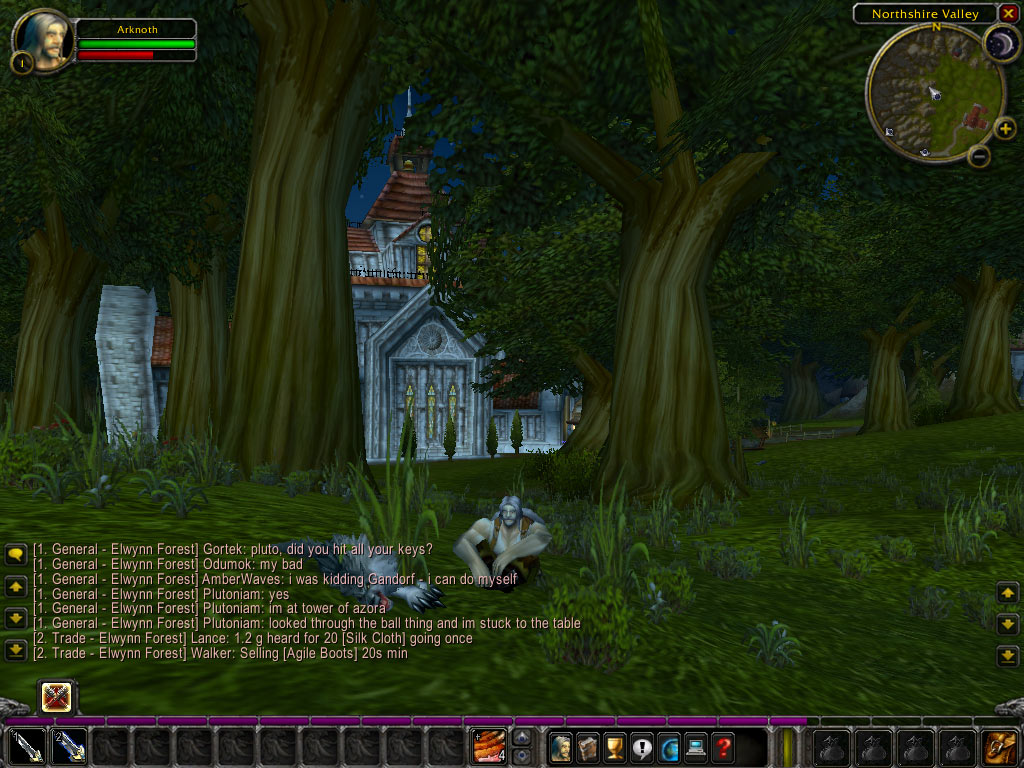 Arknoth
1
Northshire Valley
N
[1. General - Elwynn Forest] Gortek: pluto, did you hit all your keys?
[1. General - Elwynn Forest] Odumok: my bad
[1. General - Elwynn Forest] AmberWaves: i was kidding Gandorf - i can do myself
[1. General - Elwynn Forest] Plutoniam: yes
[1. General - Elwynn Forest] Plutoniam: im at tower of azora
[1. General - Elwynn Forest] Plutoniam: looked through the ball thing and im stuck to the table
[2. Trade - Elwynn Forest] Lance: 1.2 g heard for 20 [Silk Cloth] going once
[2. Trade - Elwynn Forest] Walker: Selling [Agile Boots] 20s min
1 2 + 4 ! ?